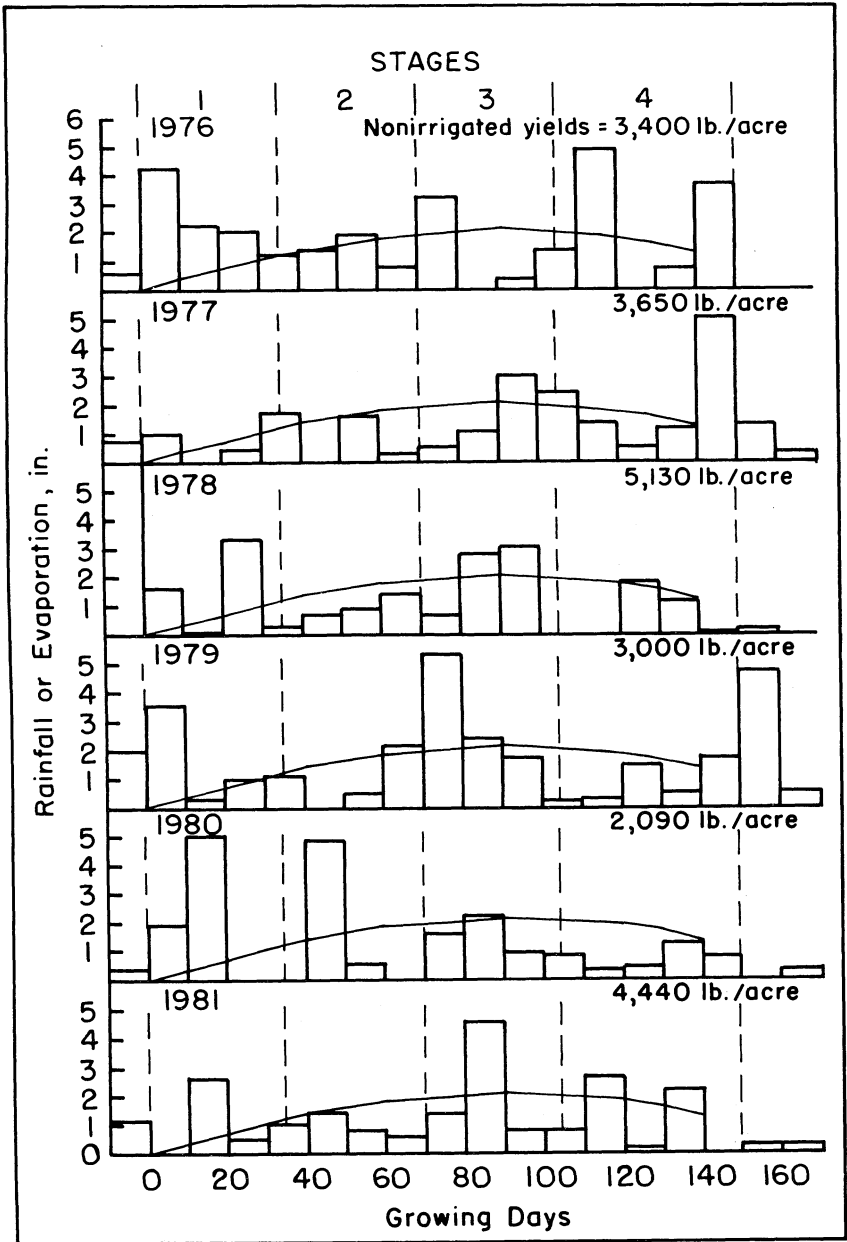 STAGES
1 2 3 4
1976 Nonirrigated yields = 3,400 lb./acre
6
5
4
3
2
1
1977 3,650 lb./acre
5
4
3
2
1
1978 5,130 lb./acre
5
4
3
2
1
1979 3,000 lb./acre
5
4
3
2
1
1980 2,090 lb./acre
5
4
3
2
1
1981 4,440 lb./acre
5
4
3
2
1
0
Rainfall or Evaporation, in.
0 20 40 60 80 100 120 140 160
Growing Days